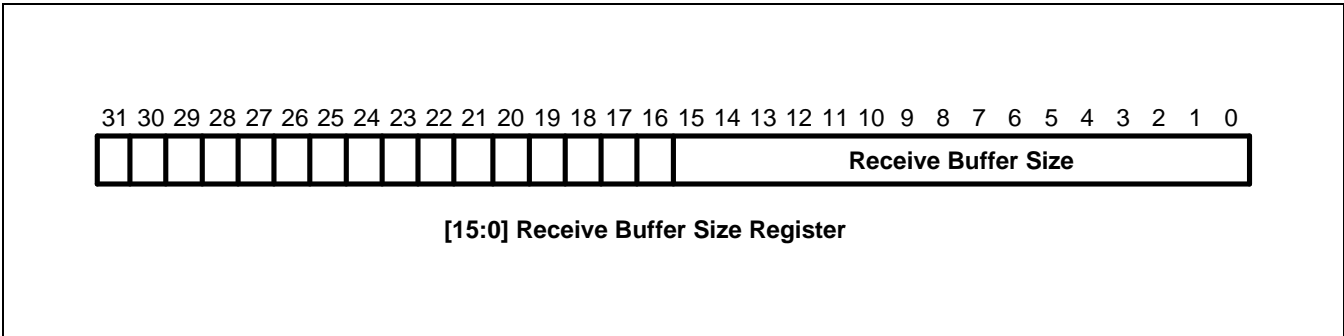 31 30 29 28 27 26 25 24 23 22 21 20 19 18 17 16 15 14 13 12 11 10 9 8 7 6 5 4 3 2 1 0
Receive Buffer Size
[15:0] Receive Buffer Size Register